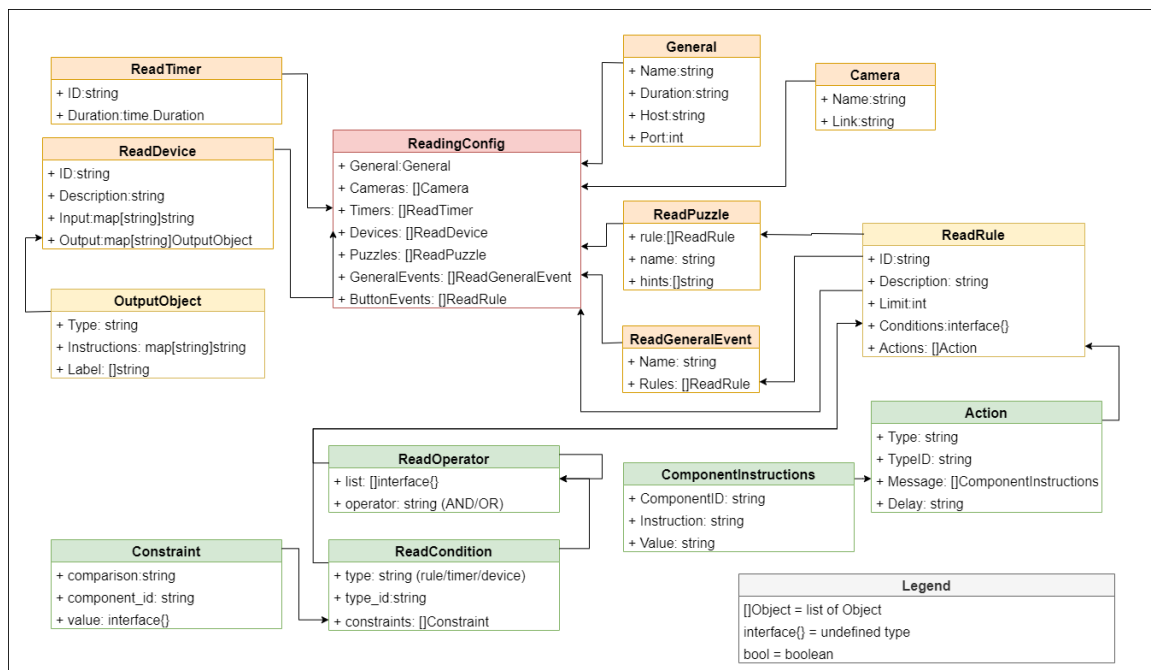 General
+ Name:string
+ Duration:string
+ Host:string
+ Port:int
ReadTimer
+ ID:string
+ Duration:time.Duration
Camera
+ Name:string
+ Link:string
ReadDevice
+ ID:string
+ Description:string
+ Input:map[string]string
+ Output:map[string]OutputObject
ReadingConfig
+ General:General
+ Cameras: []Camera
+ Timers: []ReadTimer
+ Devices: []ReadDevice
+ Puzzles: []ReadPuzzle
+ GeneralEvents: []ReadGeneralEvent
+ ButtonEvents: []ReadRule
ReadPuzzle
+ rule:[]ReadRule
+ name: string
+ hints:[]string
ReadRule
+ ID:string
+ Description: string
+ Limit:int
+ Conditions:interface{}
+ Actions: []Action
OutputObject
+ Type: string
+ Instructions: map[string]string
+ Label: []string
ReadGeneralEvent
+ Name: string
+ Rules: []ReadRule
Action
+ Type: string
+ TypeID: string
+ Message: []ComponentInstructions
+ Delay: string
ReadOperator
+ list: []interface{}
+ operator: string (AND/OR)
ComponentInstructions
+ ComponentID: string
+ Instruction: string
+ Value: string
Constraint
+ comparison:string
+ component_id: string
+ value: interface{}
ReadCondition
+ type: string (rule/timer/device)
+ type_id:string
+ constraints: []Constraint
Legend
[]Object = list of Object
interface{} = undefined type
bool = boolean